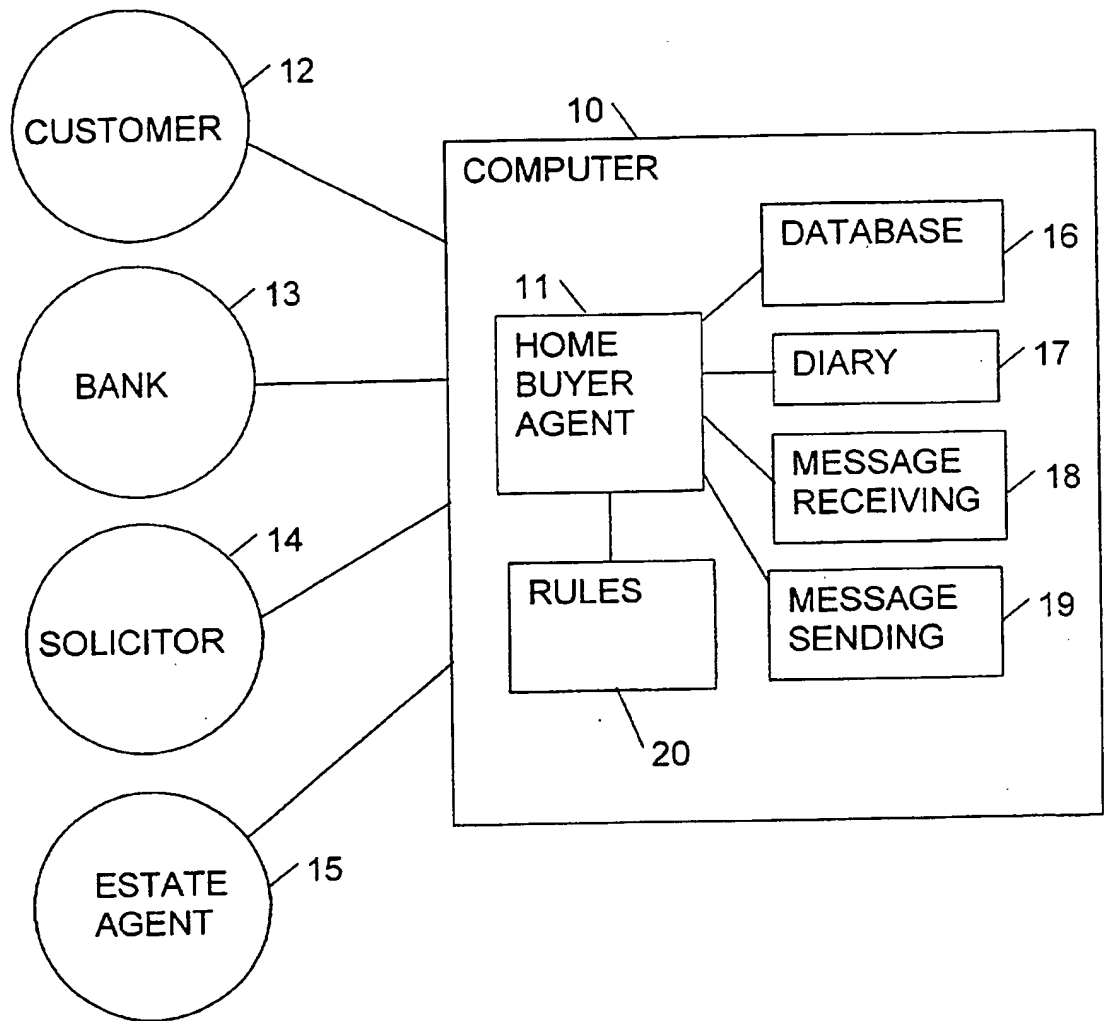 12
CUSTOMER
10
COMPUTER
DATABASE
16
13
11
HOME
BUYER
AGENT
DIARY
17
BANK
MESSAGE
RECEIVING
18
14
RULES
MESSAGE
SENDING
19
SOLICITOR
20
15
ESTATE
AGENT